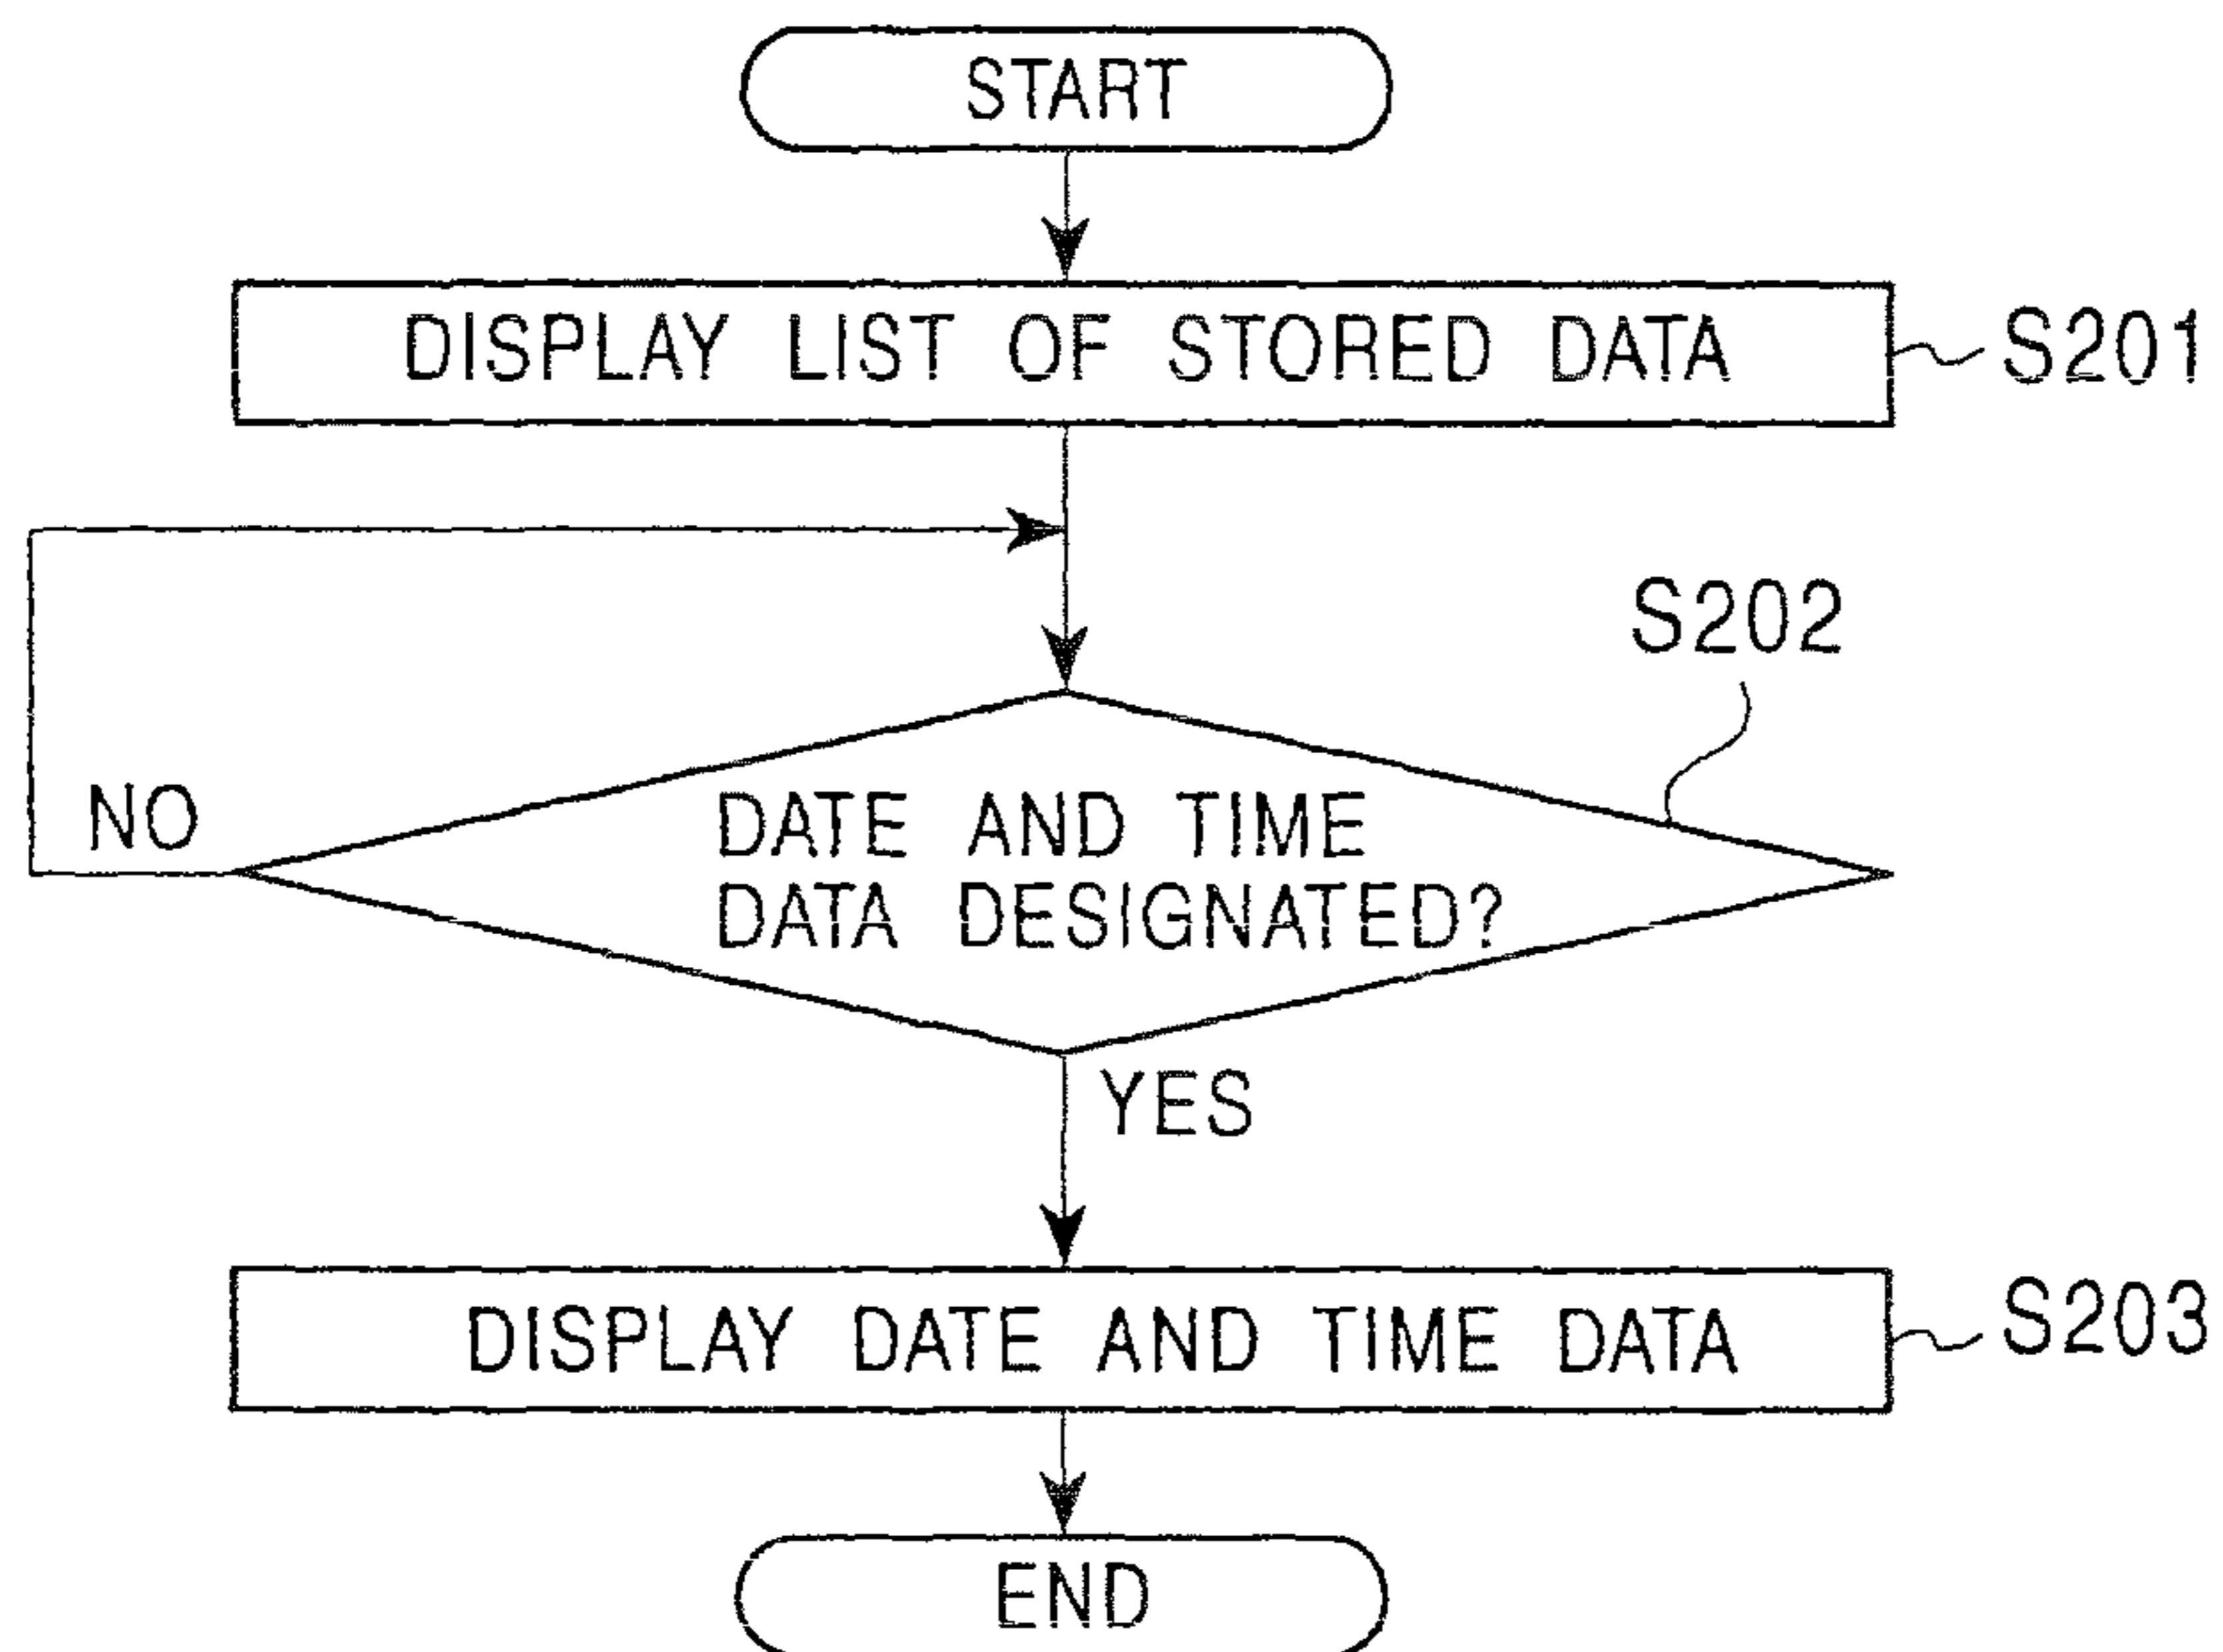 START
DISPLAY LIST OF STORED DATA
S201
S202
NO
DATE AND TIME
DATA DESIGNATED?
YES
DISPLAY DATE AND TIME DATA
S203
END